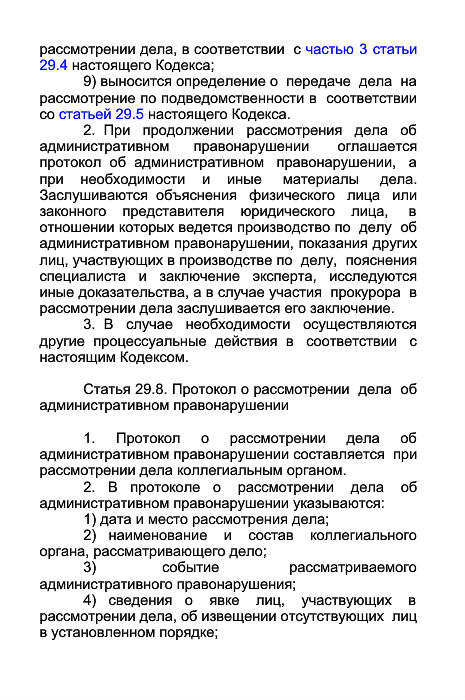 рассмотрении дела, в соответствии с частью 3 статьи
29.4 настоящего Кодекса;
9) выносится определение о передаче дела на
рассмотрение по подведомственности в соответствии
со статьей 29.5 настоящего Кодекса.
2. При продолжении рассмотрения дела об
административном правонарушении оглашается
протокол об административном правонарушении, а
при необходимости и иные материалы дела.
Заслушиваются объяснения физического лица или
законного представителя юридического лица, в
отношении которых ведется производство по делу об
административном правонарушении, показания других
лиц, участвующих в производстве по делу, пояснения
специалиста и заключение эксперта, исследуются
иные доказательства, а в случае участия прокурора в
рассмотрении дела заслушивается его заключение.
3. В случае необходимости осуществляются
другие процессуальные действия в соответствии с
настоящим Кодексом.
Статья 29.8. Протокол о рассмотрении дела об
административном правонарушении
1. Протокол о рассмотрении дела об
административном правонарушении составляется при
рассмотрении дела коллегиальным органом.
2. В протоколе о рассмотрении дела об
административном правонарушении указываются:
1) дата и место рассмотрения дела;
2) наименование и состав коллегиального
органа, рассматривающего дело;
3) событие рассматриваемого
административного правонарушения;
4) сведения о явке лиц, участвующих в
рассмотрении дела, об извещении отсутствующих лиц
в установленном порядке;